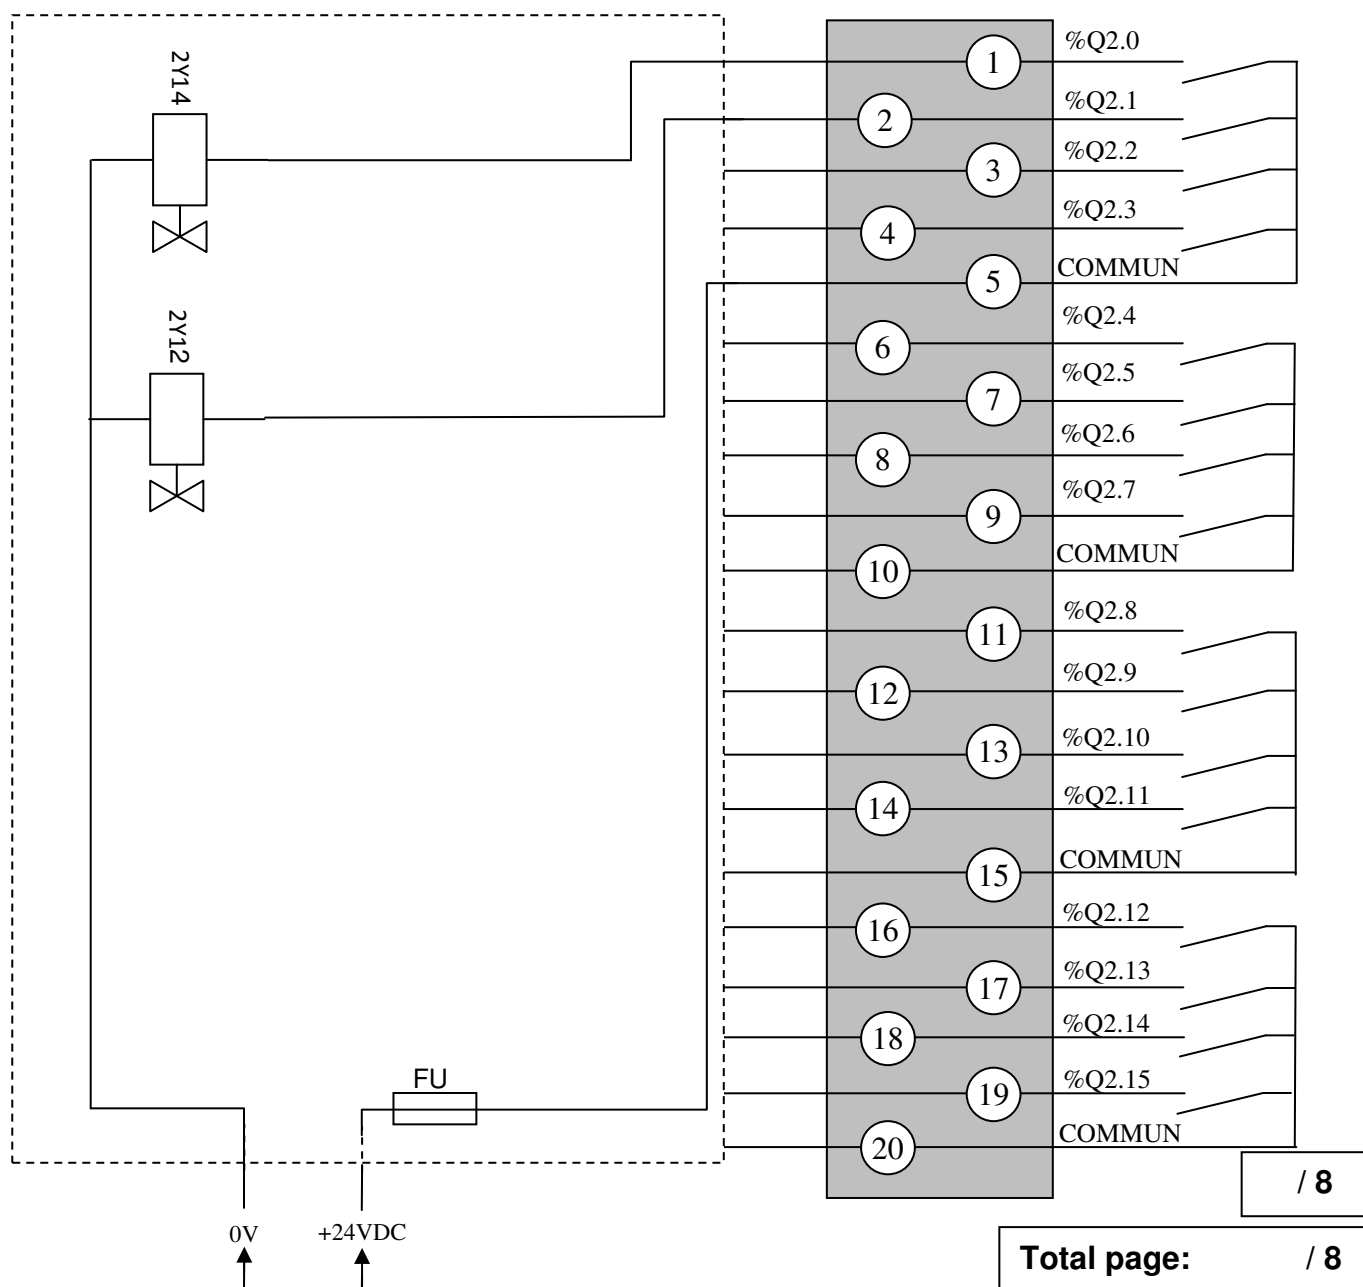 2Y14
2Y12
1 %Q2.0
2 %Q2.1
3 %Q2.2
4 %Q2.3
5 COMMUN
6 %Q2.4
7 %Q2.5
8 %Q2.6
9 %Q2.7
10 COMMUN
11 %Q2.8
12 %Q2.9
13 %Q2.10
14 %Q2.11
15 COMMUN
16 %Q2.12
17 %Q2.13
18 %Q2.14
19 %Q2.15
20 COMMUN
FU
0V +24VDC
/ 8
Total page: / 8